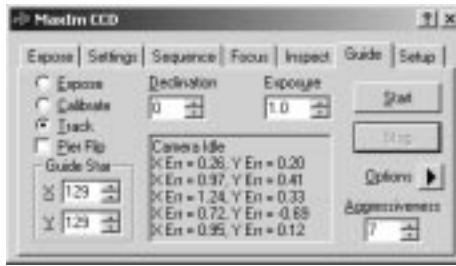 MaxIm CCD
Expose Settings Sequence Focus Inspect Guide Setup
Expose
Calibrate
Track
Pier Flip
Declination
0
Exposure
1.0
Start
Stop
Guide Star
X 129
Y 129
Camera Idle
X Err = 0.26, Y Err = 0.20
X Err = 0.97, Y Err = 0.41
X Err = 1.24, Y Err = 0.33
X Err = 0.72, Y Err = -0.69
X Err = 0.95, Y Err = 0.12
Options
Aggressiveness
7